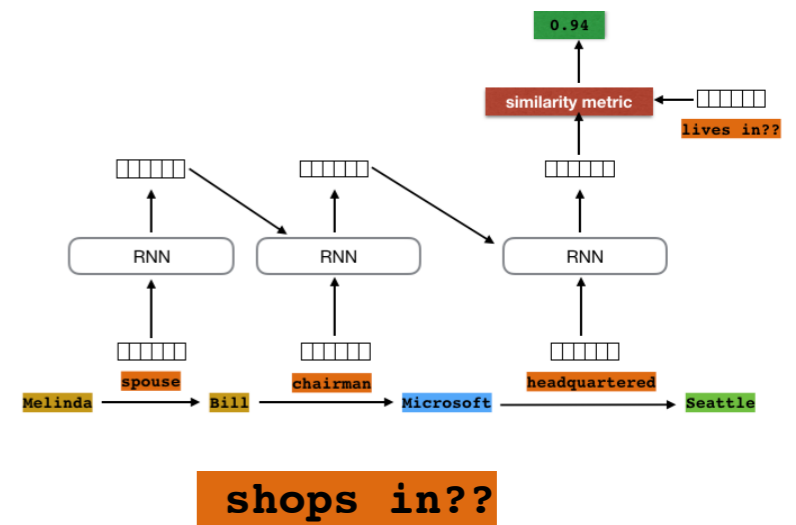 0.94
similarity metric
lives in??
RNN RNN RNN
spouse chairman headquartered
Melinda Bill Microsoft Seattle
shops in??